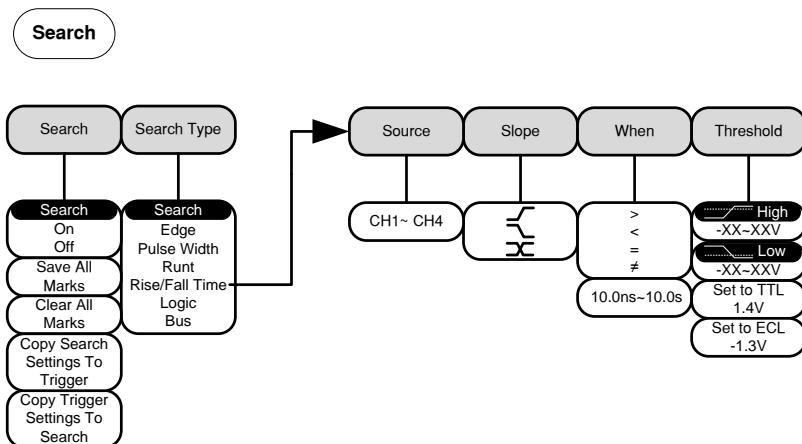 Search
Search
Search Type
Source
Slope
When
Threshold
Search
On
Off
Save All
Marks
Clear All
Marks
Copy Search
Settings To
Trigger
Copy Trigger
Settings To
Search
Search
Edge
Pulse Width
Runt
Rise/Fall Time
Logic
Bus
CH1~ CH4
>
<
=
≠
10.0ns~10.0s
High
-XX~XXV
Low
-XX~XXV
Set to TTL
1.4V
Set to ECL
-1.3V